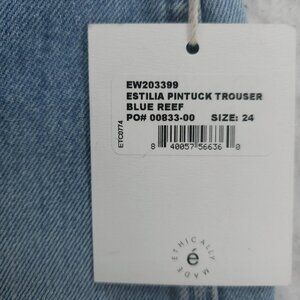 EW203399
ESTILIA PINTUCK TROUSER
BLUE REEF
PO# 00833-00 SIZE: 24
ETC0774
8 40057 56636 0
ETHICALLY
é
MADE